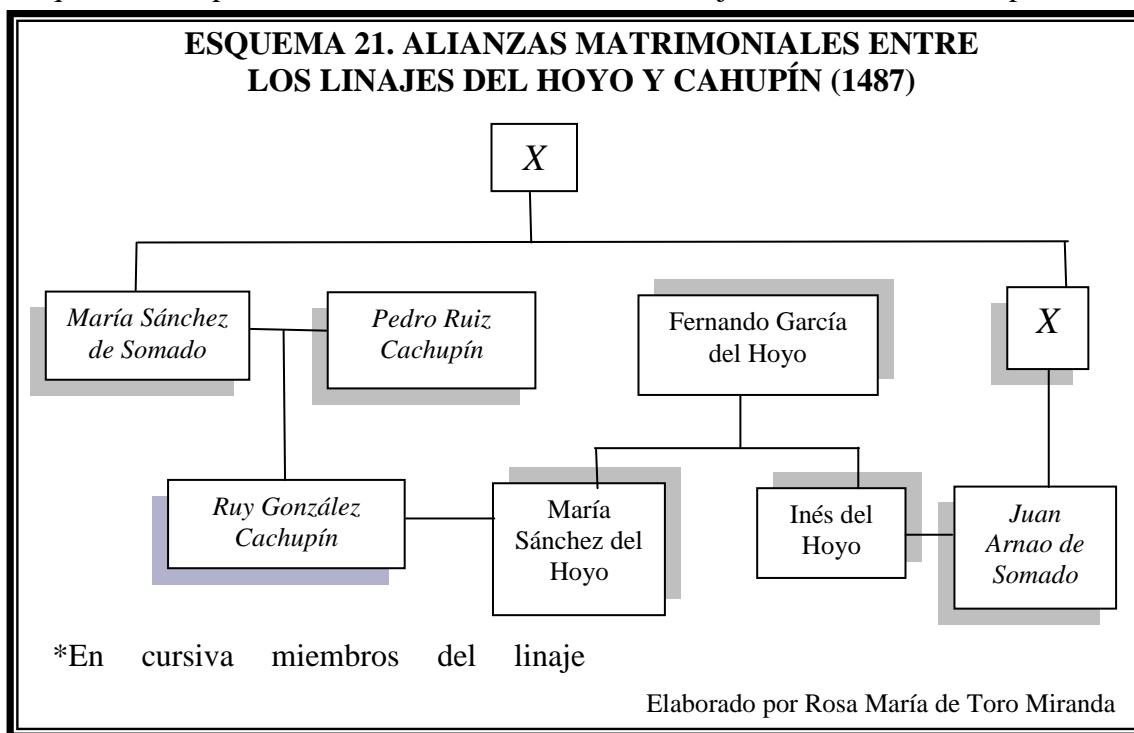 ESQUEMA 21. ALIANZAS MATRIMONIALES ENTRE
LOS LINAJES DEL HOYO Y CAHUPÍN (1487)
X
María Sánchez
de Somado
Pedro Ruiz
Cachupín
Fernando García
del Hoyo
X
Ruy González
Cachupín
María
Sánchez del
Hoyo
Inés del
Hoyo
Juan
Arnao de
Somado
*En cursiva miembros del linaje
Elaborado por Rosa María de Toro Miranda